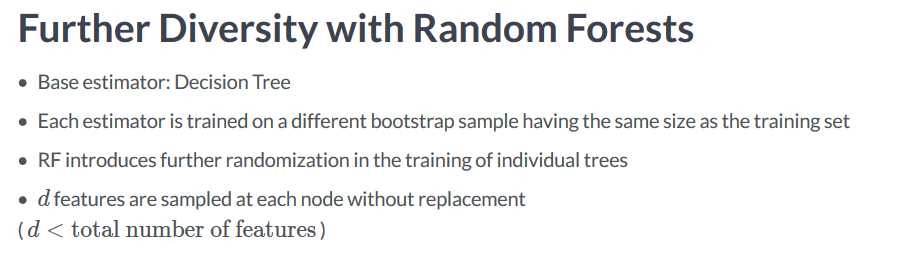 Further Diversity with Random Forests
• Base estimator: Decision Tree
• Each estimator is trained on a different bootstrap sample having the same size as the training set
• RF introduces further randomization in the training of individual trees
• d features are sampled at each node without replacement
( d < total number of features )